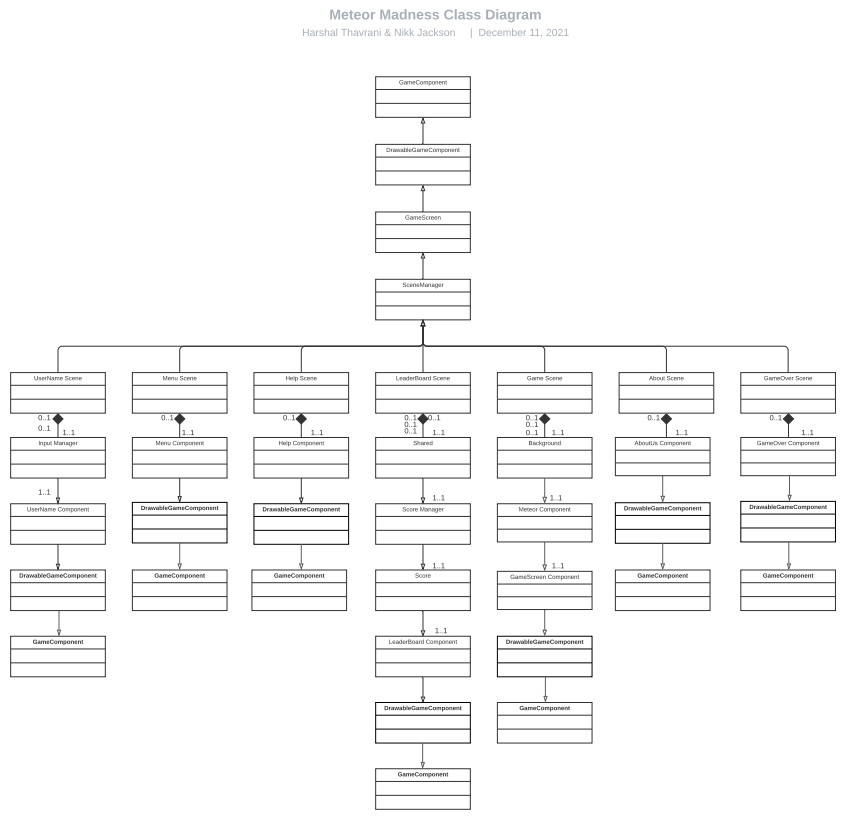 Meteor Madness Class Diagram
Harshal Thavrani & Nikk Jackson | December 11, 2021
GameComponent
DrawableGameComponent
GameScreen
SceneManager
UserName Scene
Menu Scene
Help Scene
LeaderBoard Scene
Game Scene
About Scene
GameOver Scene
0..1
0..1
0..1
0..1
0..1
0..1
0..1
0..1
0..1
0..1
0..1
0..1
0..1
1..1
1..1
1..1
1..1
1..1
1..1
1..1
Input Manager
Menu Component
Help Component
Shared
Background
AboutUs Component
GameOver Component
1..1
1..1
1..1
UserName Component
DrawableGameComponent
DrawableGameComponent
Score Manager
Meteor Component
DrawableGameComponent
DrawableGameComponent
1..1
1..1
DrawableGameComponent
GameComponent
GameComponent
Score
GameScreen Component
GameComponent
GameComponent
1..1
GameComponent
LeaderBoard Component
DrawableGameComponent
DrawableGameComponent
GameComponent
GameComponent